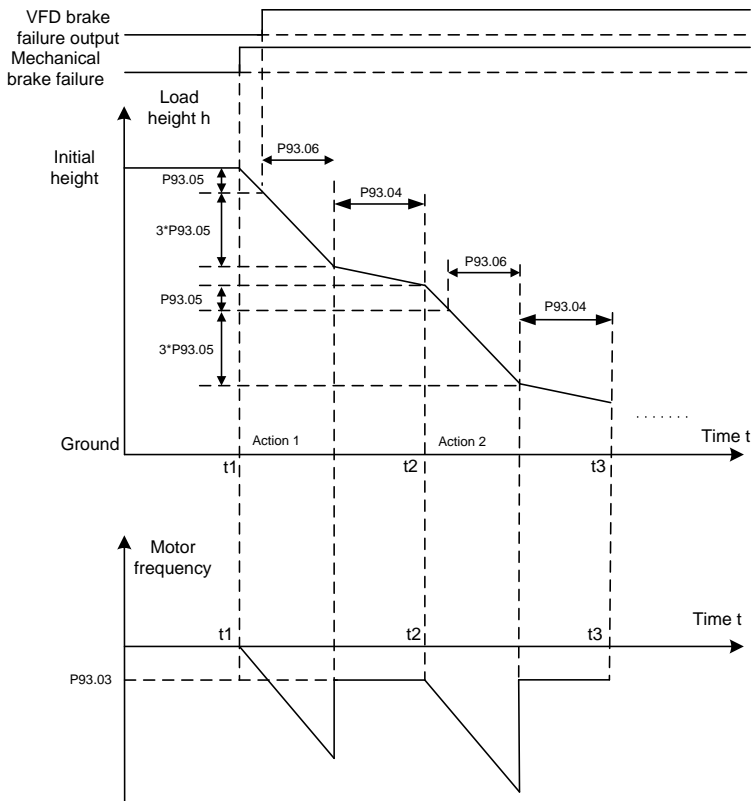 VFD brake
failure output
Mechanical
brake failure
Load
height h
Initial
height
P93.06
P93.05
P93.04
3*P93.05
P93.06
P93.05
P93.04
3*P93.05
.......
Ground
Action 1
Action 2
Time t
t1
t2
t3
Motor
frequency
Time t
t1
t2
t3
P93.03